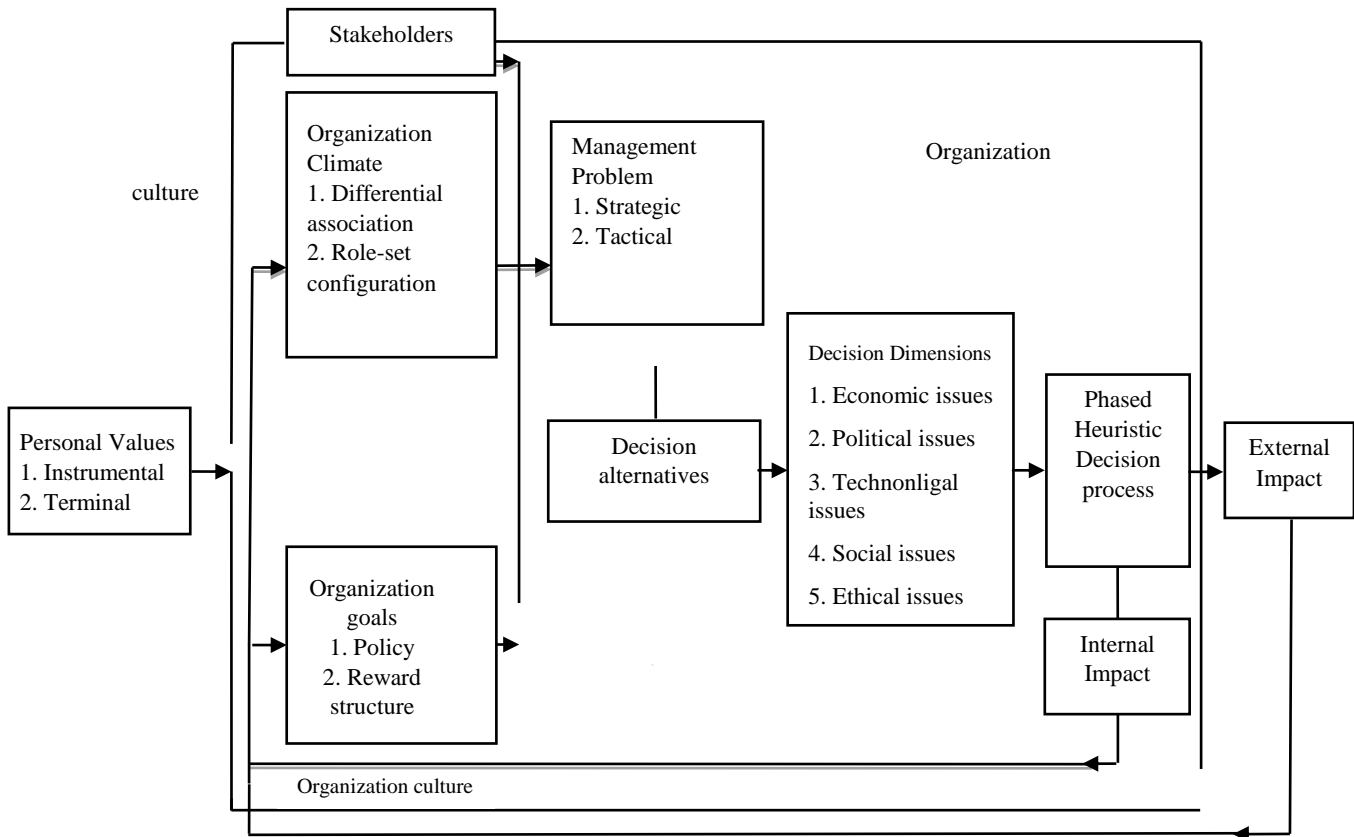 Stakeholders
Organization
Climate
1. Differential
association
2. Role-set
configuration
Management
Problem
1. Strategic
2. Tactical
Organization
culture
Personal Values
1. Instrumental
2. Terminal
Decision
alternatives
Decision Dimensions
1. Economic issues
2. Political issues
3. Technonligal
issues
4. Social issues
5. Ethical issues
Phased
Heuristic
Decision
process
External
Impact
Organization
goals
1. Policy
2. Reward
structure
Internal
Impact
Organization culture